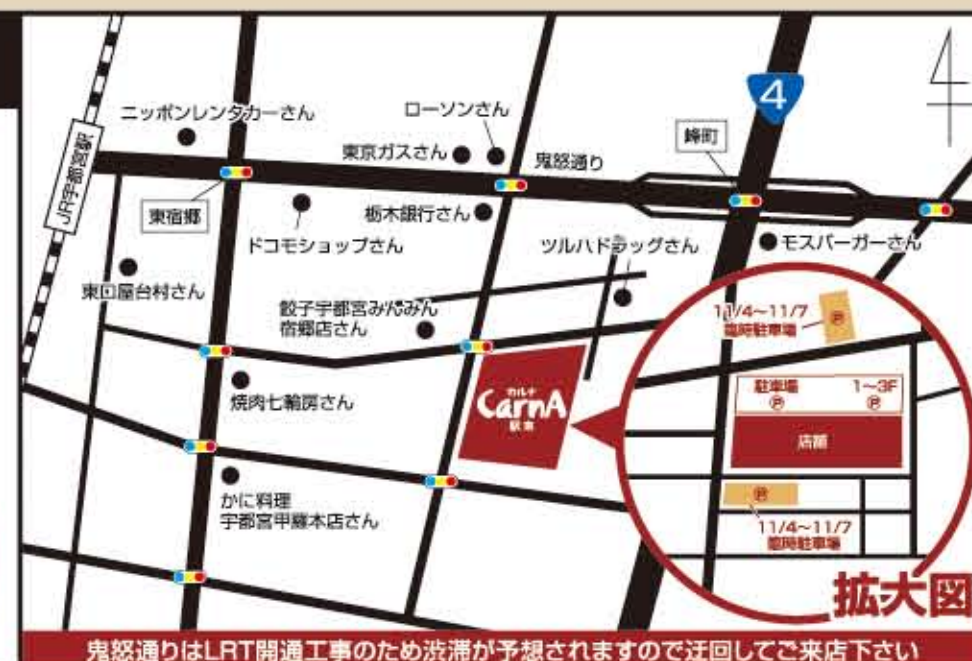 4
ニッポンレンタカーさん
ローソンさん
東京ガスさん
鬼怒通り
峰町
4
JR宇都宮駅
東宿郷
栃木銀行さん
ドコモショップさん
ツルハドラッグさん
モスバーガーさん
東口屋台村さん
餃子宇都宮みんみん
宿郷店さん
焼肉七輪房さん
カルナ
CarnA
駅東
かに料理
宇都宮甲羅本店さん
11/4~11/7
臨時駐車場
P
駐車場
P
1~3F
P
店舗
P
11/4~11/7
臨時駐車場
拡大図
鬼怒通りはLRT開通工事のため渋滞が予想されますので迂回してご来店下さい